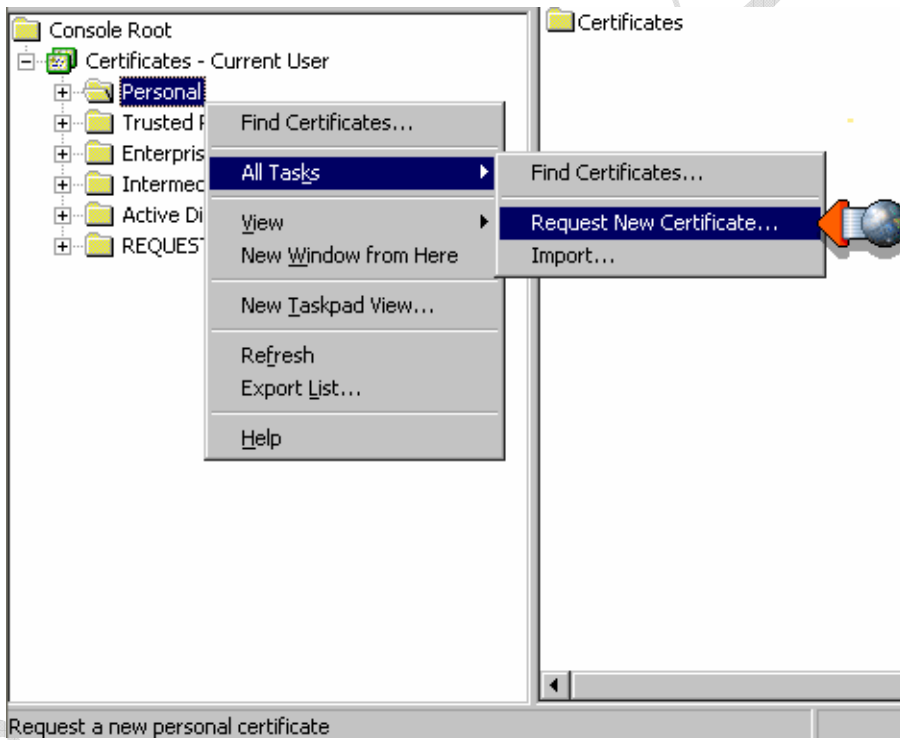 Console Root
Certificates
Certificates - Current User
Personal
Trusted
Enterpris
Intermec
Active Di
REQUEST
Find Certificates...
All Tasks
View
New Window from Here
New Taskpad View...
Refresh
Export List...
Help
Find Certificates...
Request New Certificate...
Import...
Request a new personal certificate